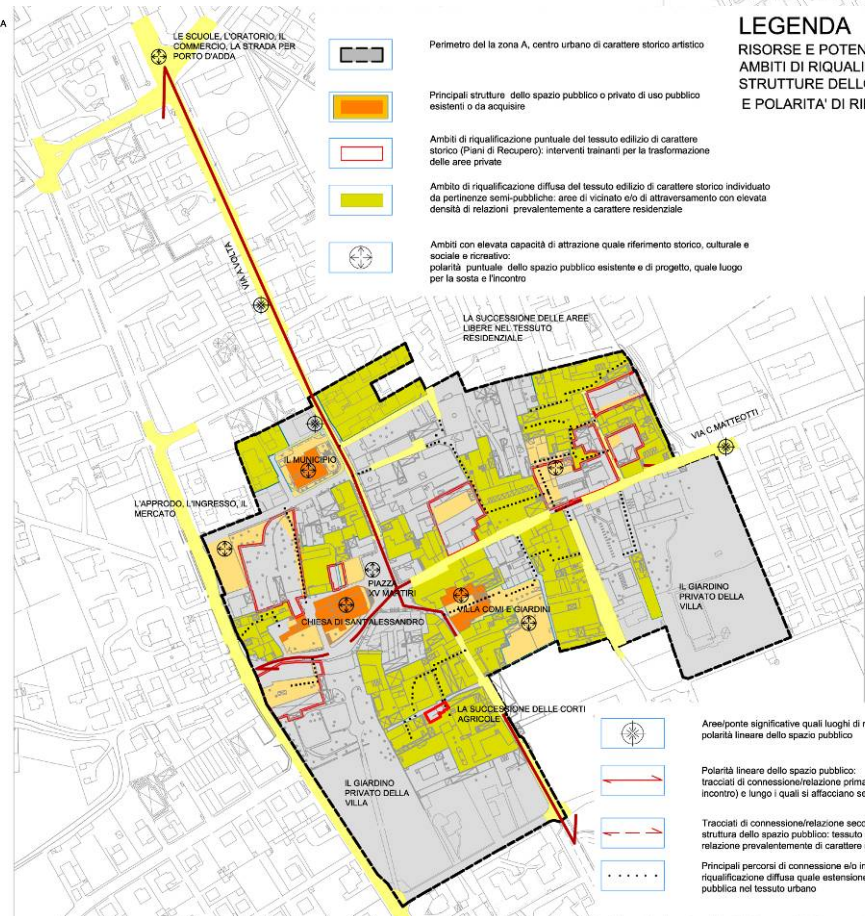 A
LEGENDA
RISORSE E POTEN
AMBITI DI RIQUALI
STRUTTURE DELLO
E POLARITA' DI RI
Perimetro del la zona A, centro urbano di carattere storico artistico
Principali strutture dello spazio pubblico o privato di uso pubblico
esistenti o da acquisire
Ambiti di riqualificazione puntuale del tessuto edilizio di carattere
storico (Piani di Recupero): interventi trainanti per la trasformazione
delle aree private
Ambito di riqualificazione diffusa del tessuto edilizio di carattere storico individuato
da pertinenze semi-pubbliche: aree di vicinato e/o di attraversamento con elevata
densità di relazioni prevalentemente a carattere residenziale
Ambiti con elevata capacità di attrazione quale riferimento storico, culturale e
sociale e ricreativo:
polarità puntuale dello spazio pubblico esistente e di progetto, quale luogo
per la sosta e l'incontro
LE SCUOLE, L'ORATORIO, IL
COMMERCIO, LA STRADA PER
PORTO D'ADDA
VIA A.VOLTA
LA SUCCESSIONE DELLE AREE
LIBERE NEL TESSUTO
RESIDENZIALE
VIA C.MATTEOTTI
IL MUNICIPIO
L'APPRODO, L'INGRESSO, IL
MERCATO
PIAZZA
XV MARTIRI
CHIESA DI SANT'ALESSANDRO
VILLA COMI E GIARDINI
IL GIARDINO
PRIVATO DELLA
VILLA
LA SUCCESSIONE DELLE CORTI
AGRICOLE
IL GIARDINO
PRIVATO DELLA
VILLA
Aree/ponte significative quali luoghi di r
polarità lineare dello spazio pubblico
Polarità lineare dello spazio pubblico:
tracciati di connessione/relazione prima
incontro) e lungo i quali si affacciano se
Tracciati di connessione/relazione seco
struttura dello spazio pubblico: tessuto
relazione prevalentemente di carattere
Principali percorsi di connessione e/o in
riqualificazione diffusa quale estensione
pubblica nel tessuto urbano